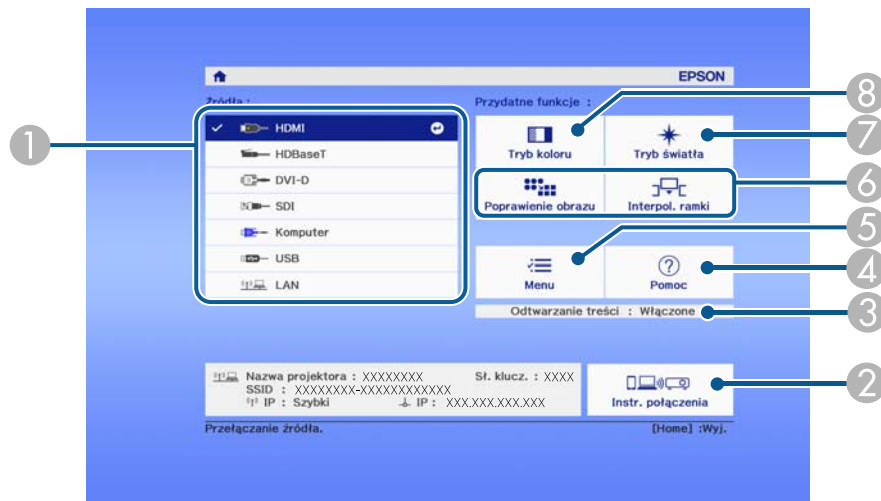 EPSON
Źródła :
Przydatne funkcje :
8
HDMI
Tryb koloru
Tryb światła
7
1
HDBaseT
DVI-D
SDI
Poprawienie obrazu
Interpol. ramki
6
Komputer
5
USB
Menu
Pomoc
4
LAN
Odtwarzanie treści : Włączone
3
Nazwa projektora : XXXXXXXX
Sł. klucz. : XXXX
SSID : XXXXXXXX-XXXXXXXXXXXX
IP : Szybki
IP : XXX.XXX.XXX.XXX
Instr. połączenia
2
Przełączanie źródła.
[Home] :Wyj.